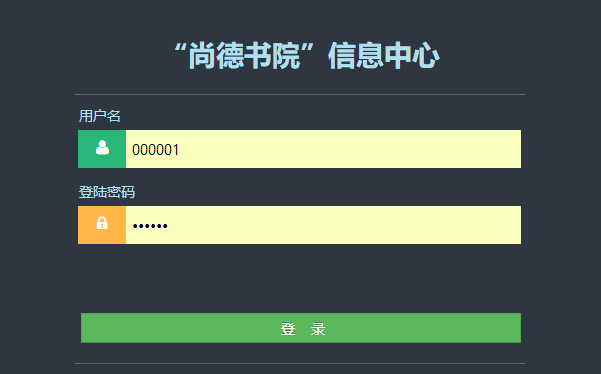 “尚德书院”信息中心
用户名
000001
登陆密码
••••••
登 录